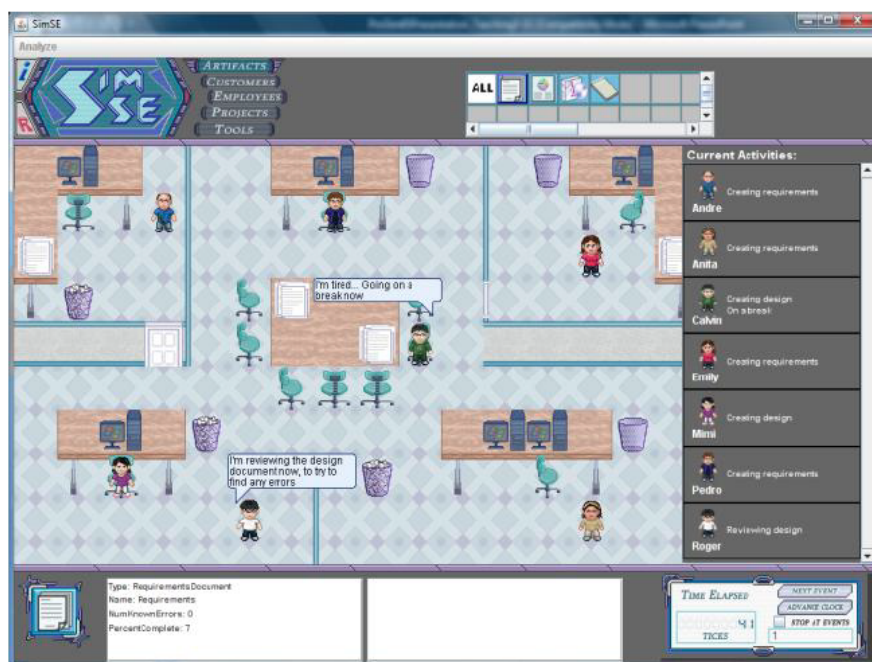 SimSE
Analyze
SIM
SE
ARTIFACTS
CUSTOMERS
EMPLOYEES
PROJECTS
TOOLS
ALL
Current Activities:
Creating requirements
Andre
Creating requirements
Anita
Creating design
On a break
Calvin
Creating requirements
Emily
Creating design
Mimi
Creating requirements
Pedro
Reviewing design
Roger
I'm tired... Going on a
break now
I'm reviewing the design
document now, to try to
find any errors
Type: RequirementsDocument
Name: Requirements
NumKnownErrors: 0
PercentComplete: 7
TIME ELAPSED
41
TICKS
NEXT EVENT
ADVANCE CLOCK
STOP AT EVENTS
1